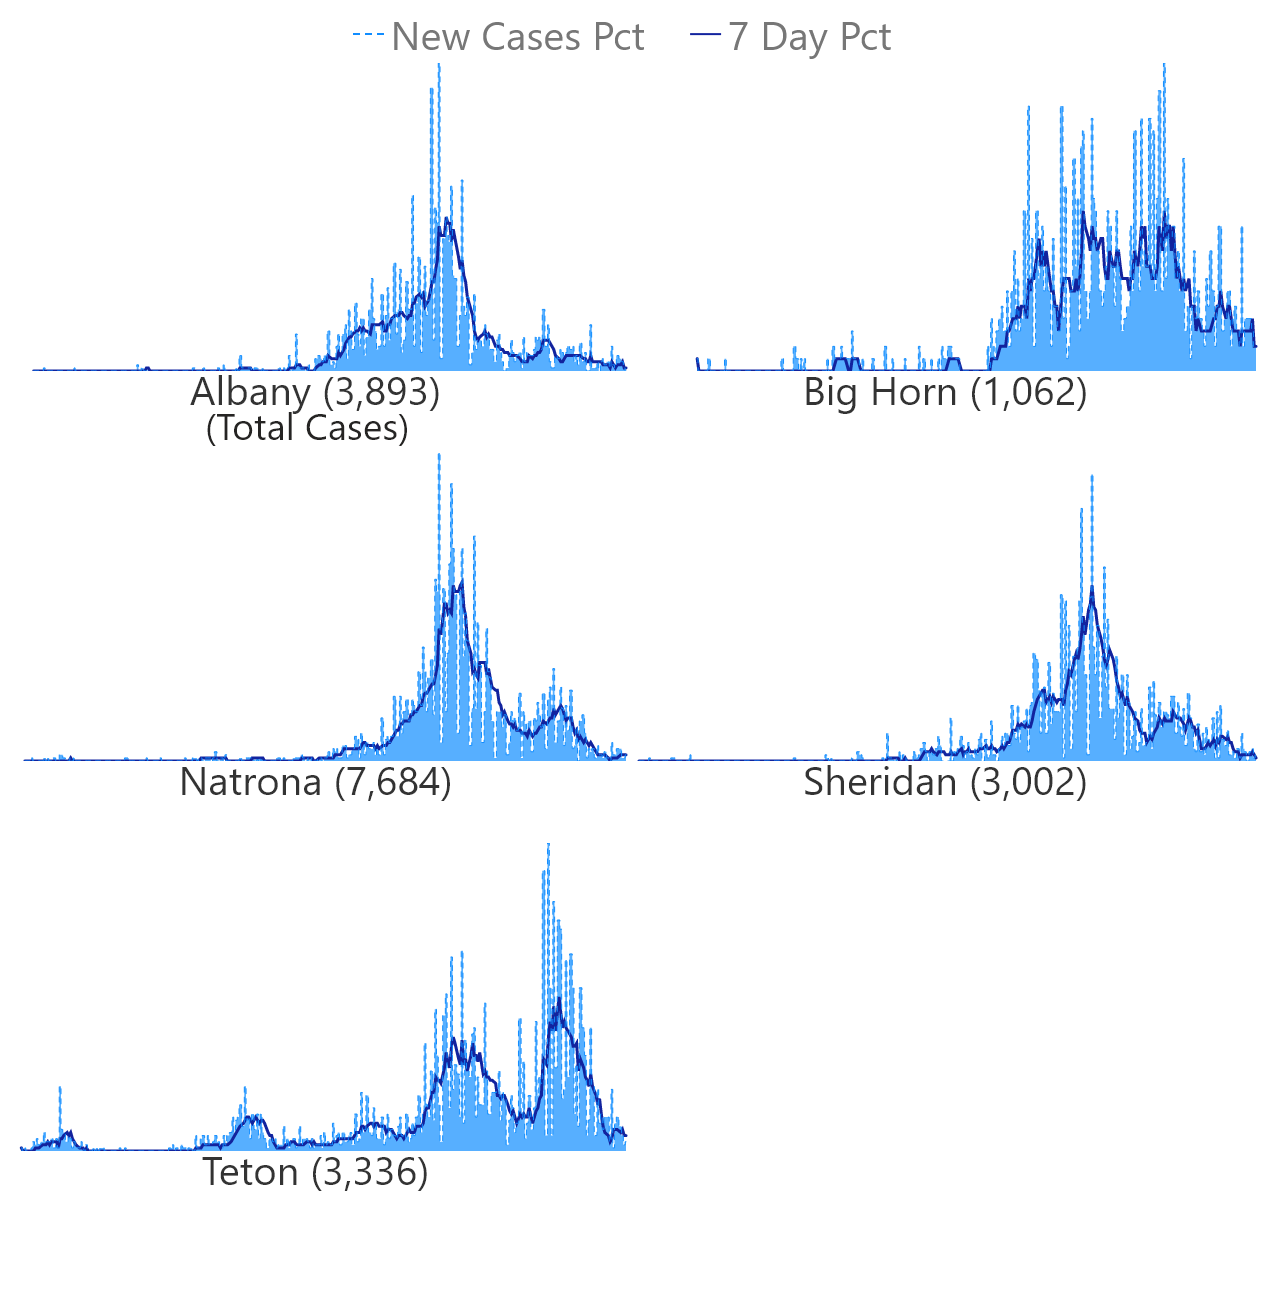 New Cases Pct 7 Day Pct
Albany (3,893) Big Horn (1,062)
(Total Cases)
Natrona (7,684) Sheridan (3,002)
Teton (3,336)